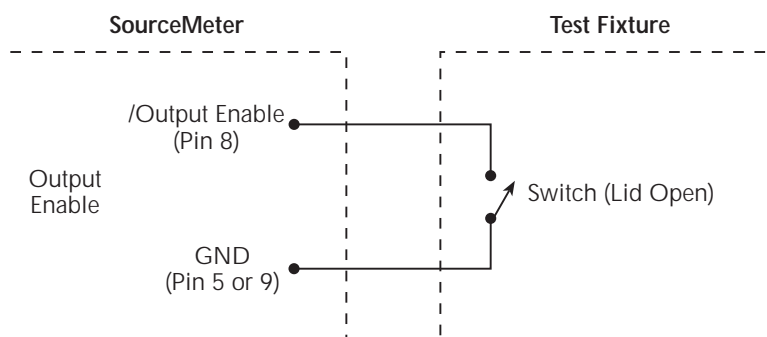 SourceMeter
Test Fixture
/Output Enable
(Pin 8)
Output
Enable
Switch (Lid Open)
GND
(Pin 5 or 9)